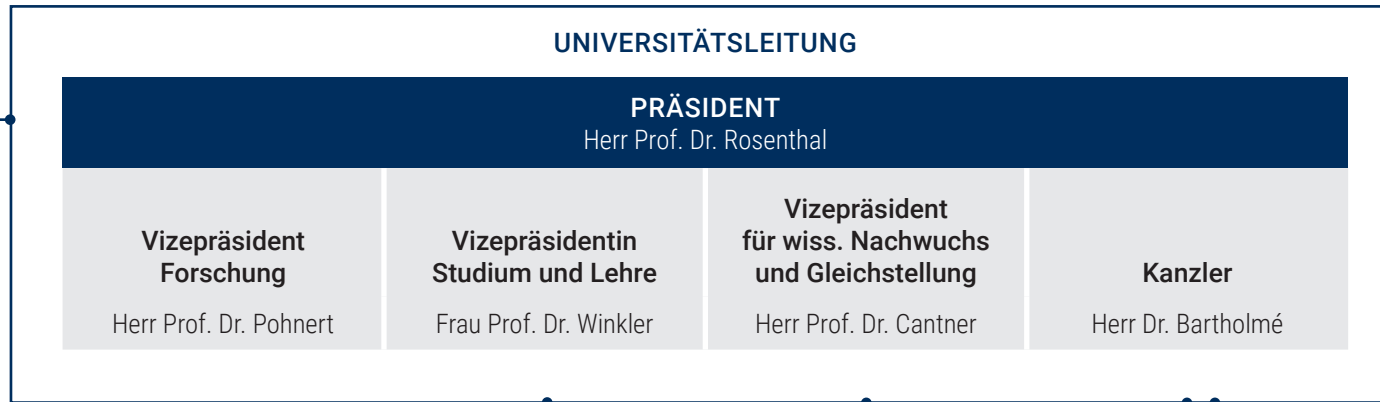 UNIVERSITÄTSLEITUNG
PRÄSIDENT
Herr Prof. Dr. Rosenthal
Vizepräsident
Forschung
Herr Prof. Dr. Pohnert
Vizepräsidentin
Studium und Lehre
Frau Prof. Dr. Winkler
Vizepräsident
für wiss. Nachwuchs
und Gleichstellung
Herr Prof. Dr. Cantner
Kanzler
Herr Dr. Bartholmé